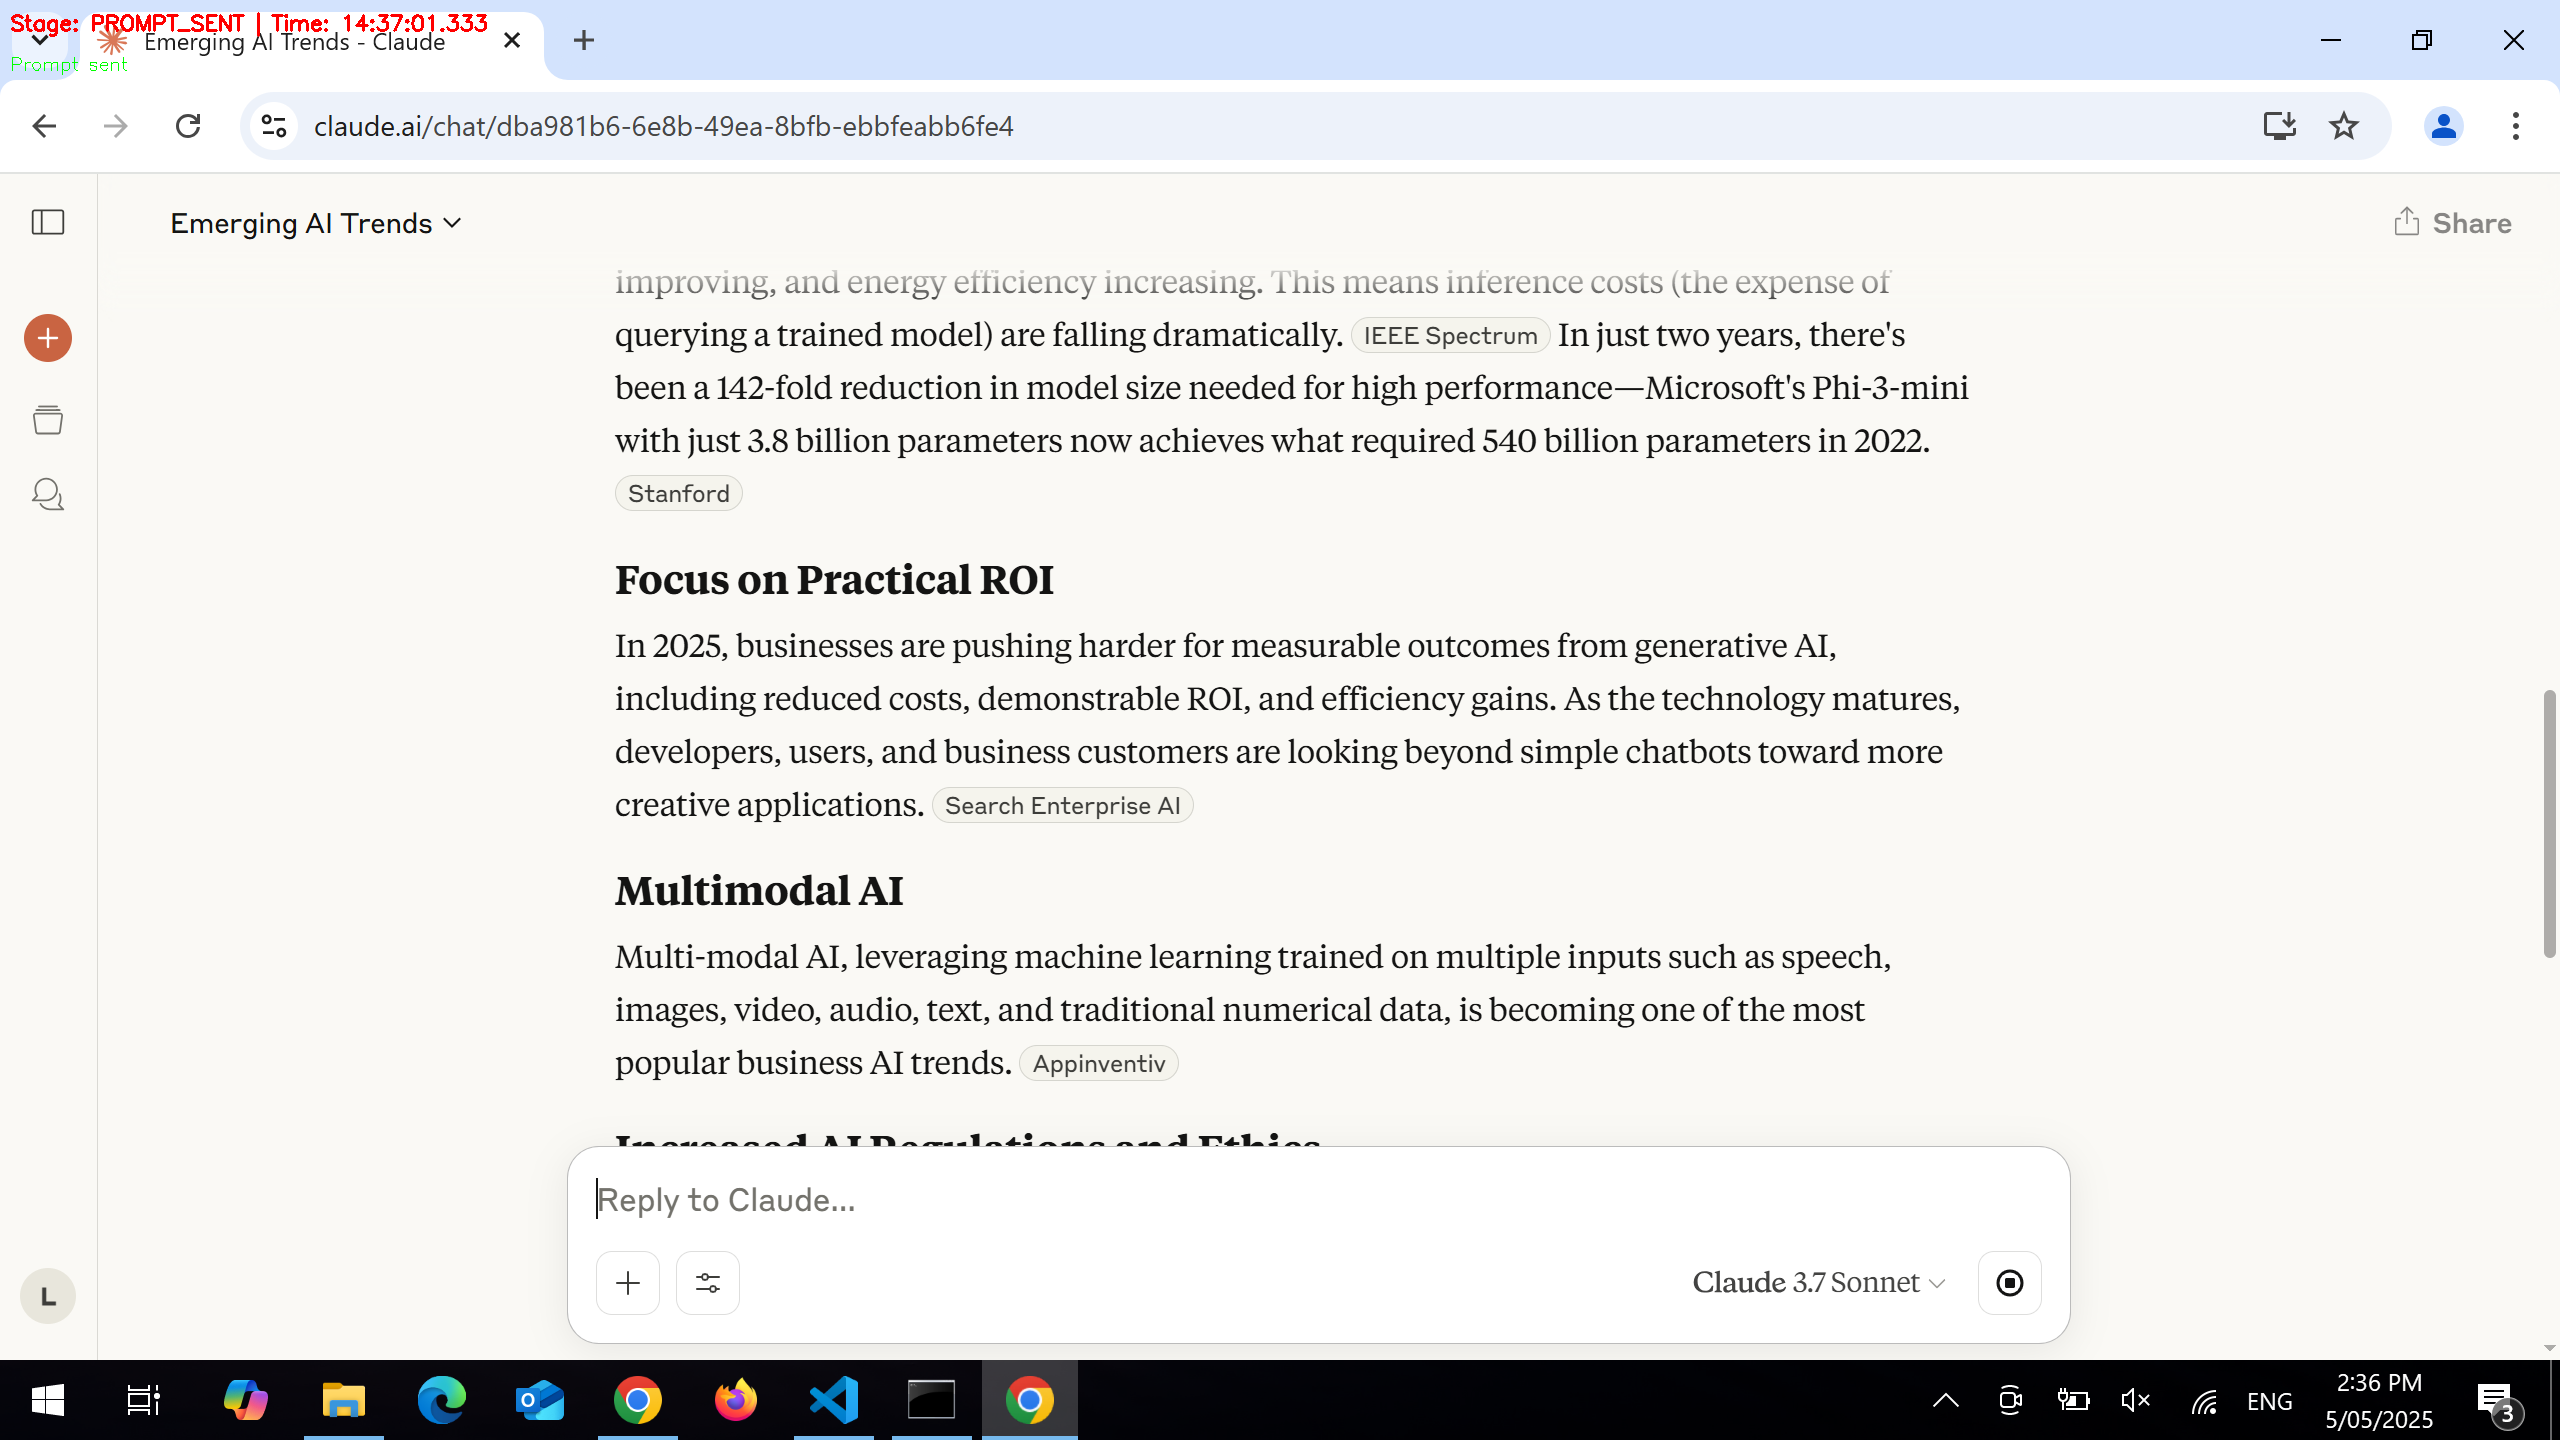 Stage: PROMPT_SENT | Time: 14:37:01.333
Emerging AI Trends - Claude
Prompt sent
claude.ai/chat/dba981b6-6e8b-49ea-8bfb-ebbfeabb6fe4
Emerging AI Trends
Share
improving, and energy efficiency increasing. This means inference costs (the expense of
querying a trained model) are falling dramatically. IEEE Spectrum In just two years, there's
been a 142-fold reduction in model size needed for high performance—Microsoft's Phi-3-mini
with just 3.8 billion parameters now achieves what required 540 billion parameters in 2022.
Stanford
Focus on Practical ROI
In 2025, businesses are pushing harder for measurable outcomes from generative AI,
including reduced costs, demonstrable ROI, and efficiency gains. As the technology matures,
developers, users, and business customers are looking beyond simple chatbots toward more
creative applications. Search Enterprise AI
Multimodal AI
Multi-modal AI, leveraging machine learning trained on multiple inputs such as speech,
images, video, audio, text, and traditional numerical data, is becoming one of the most
popular business AI trends. Appinventiv
Increased AI Regulations and Ethics
Reply to Claude...
Claude 3.7 Sonnet
L
ENG
2:36 PM
5/05/2025
3